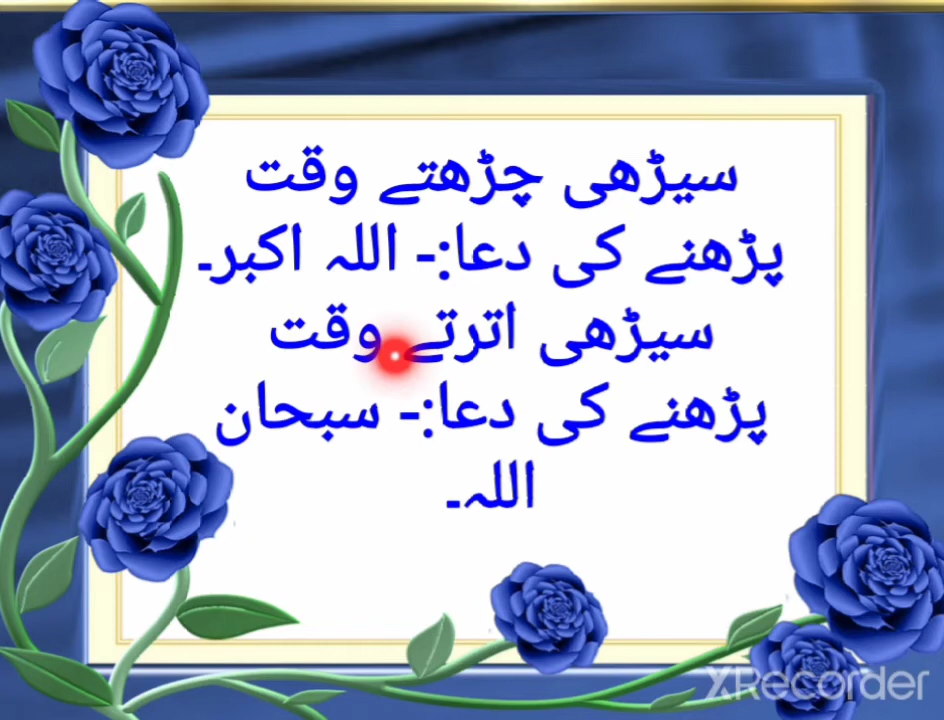 سیڑھی چڑھتے وقت
پڑھنے کی دعا:- اللہ اکبر۔
سیڑھی اترتے وقت
پڑھنے کی دعا:- سبحان
اللہ۔
XRecorder